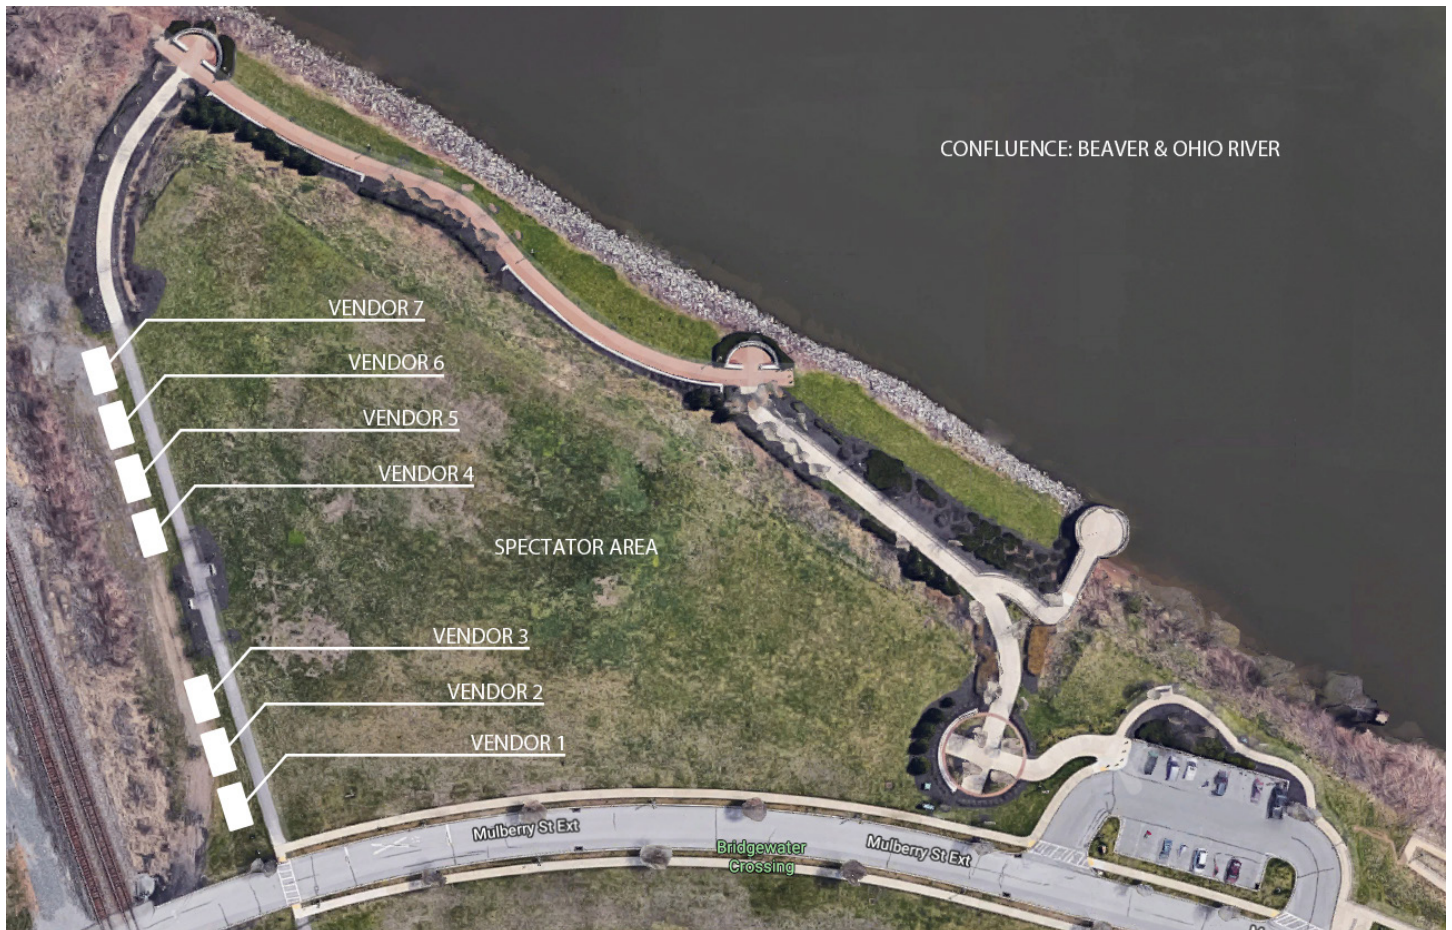 CONFLUENCE: BEAVER & OHIO RIVER
VENDOR 7
VENDOR 6
VENDOR 5
VENDOR 4
SPECTATOR AREA
VENDOR 3
VENDOR 2
VENDOR 1
Mulberry St Ext
Bridgewater
Crossing
Mulberry St Ext